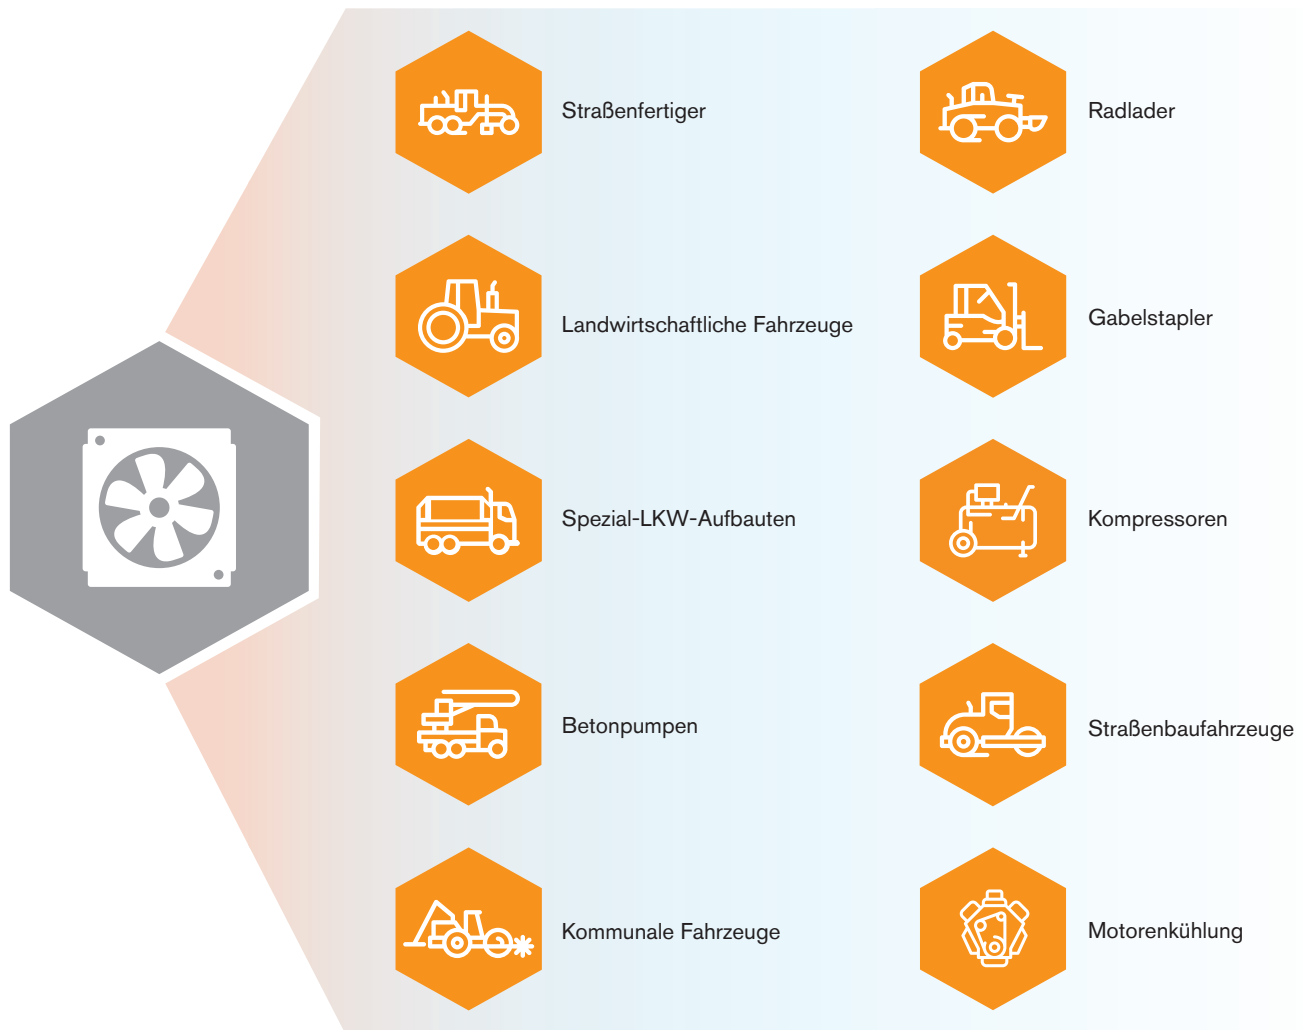 Straßenfertiger
Radlader
Landwirtschaftliche Fahrzeuge
Gabelstapler
Spezial-LKW-Aufbauten
Kompressoren
Betonpumpen
Straßenbaufahrzeuge
Kommunale Fahrzeuge
Motorenkühlung